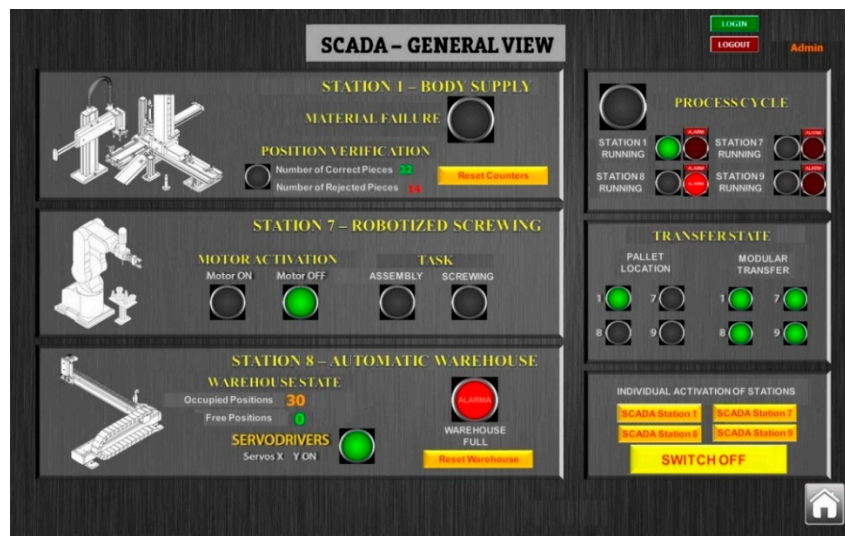 SCADA – GENERAL VIEW
LOGIN
LOGOUT
Admin
STATION 1 – BODY SUPPLY
MATERIAL FAILURE
POSITION VERIFICATION
Number of Correct Pieces 22
Number of Rejected Pieces 14
Reset Counters
STATION 7 – ROBOTIZED SCREWING
MOTOR ACTIVATION
Motor ON Motor OFF
TASK
ASSEMBLY SCREWING
STATION 8 – AUTOMATIC WAREHOUSE
WAREHOUSE STATE
Occupied Positions 30
Free Positions 0
SERVODRIVERS
Servos X Y ON
ALARMA
WAREHOUSE
FULL
Reset Warehouse
PROCESS CYCLE
STATION 1
RUNNING
ALARMA
STATION 7
RUNNING
ALARMA
STATION 8
RUNNING
ALARMA
STATION 9
RUNNING
ALARMA
TRANSFER STATE
PALLET
LOCATION
1 7
8 9
MODULAR
TRANSFER
1 7
8 9
INDIVIDUAL ACTIVATION OF STATIONS
SCADA Station 1 SCADA Station 7
SCADA Station 8 SCADA Station 9
SWITCH OFF